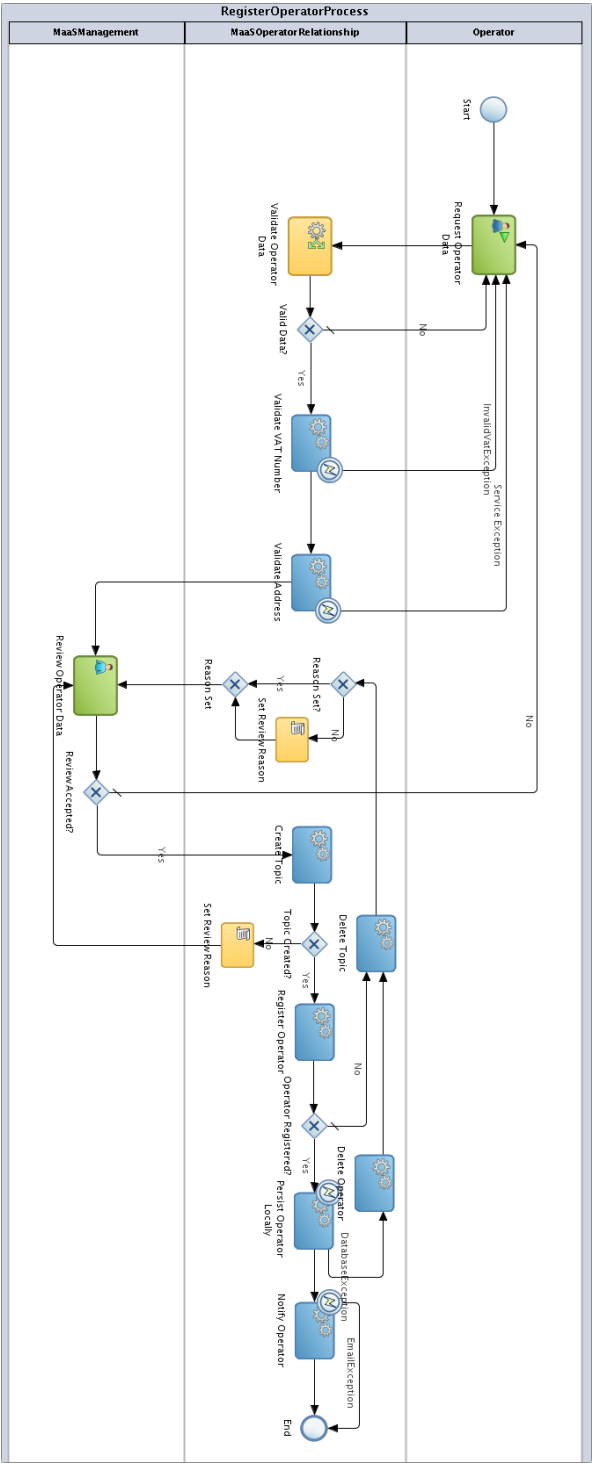 RegisterOperatorProcess
MaaSManagement
MaaSOperatorRelationship
Operator
Start
Request Operator
Data
Validate Operator
Data
Valid Data?
No
Yes
Validate VAT Number
InvalidVatException
Service Exception
Validate Address
Review Operator Data
Reason Set
Yes
Reason Set?
No
Set Review Reason
No
Review Accepted?
Yes
Create Topic
Delete Topic
Topic Created?
No
Set Review Reason
Yes
Register Operator
No
Operator Registered?
Yes
Delete Operator
Persist Operator
Locally
DatabaseException
Notify Operator
EmailException
End